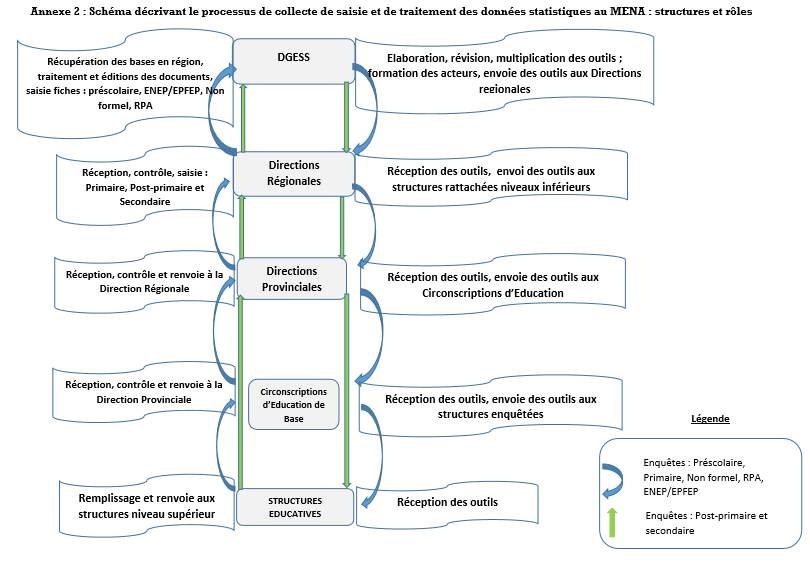 Annexe 2 : Schéma décrivant le processus de collecte de saisie et de traitement des données statistiques au MENA : structures et rôles
Récupération des bases en région,
traitement et éditions des documents,
saisie fiches : préscolaire, ENEP/EPFEP, Non
formel, RPA
DGESS
Elaboration, révision, multiplication des outils ;
formation des acteurs, envoie des outils aux Directions
regionales
Réception, contrôle, saisie :
Primaire, Post-primaire et
Secondaire
Directions
Régionales
Réception des outils, envoi des outils aux
structures rattachées niveaux inférieurs
Réception, contrôle et renvoie à la
Direction Régionale
Directions
Provinciales
Réception des outils, envoie des outils aux
Circonscriptions d'Education
Réception, contrôle et renvoie à la
Direction Provinciale
Circonscriptions
d'Education de
Base
Réception des outils, envoie des outils aux
structures enquêtées
Remplissage et renvoie aux
structures niveau supérieur
STRUCTURES
EDUCATIVES
Réception des outils
Légende
Enquêtes : Préscolaire,
Primaire, Non formel, RPA,
ENEP/EPFEP
Enquêtes : Post-primaire et
secondaire